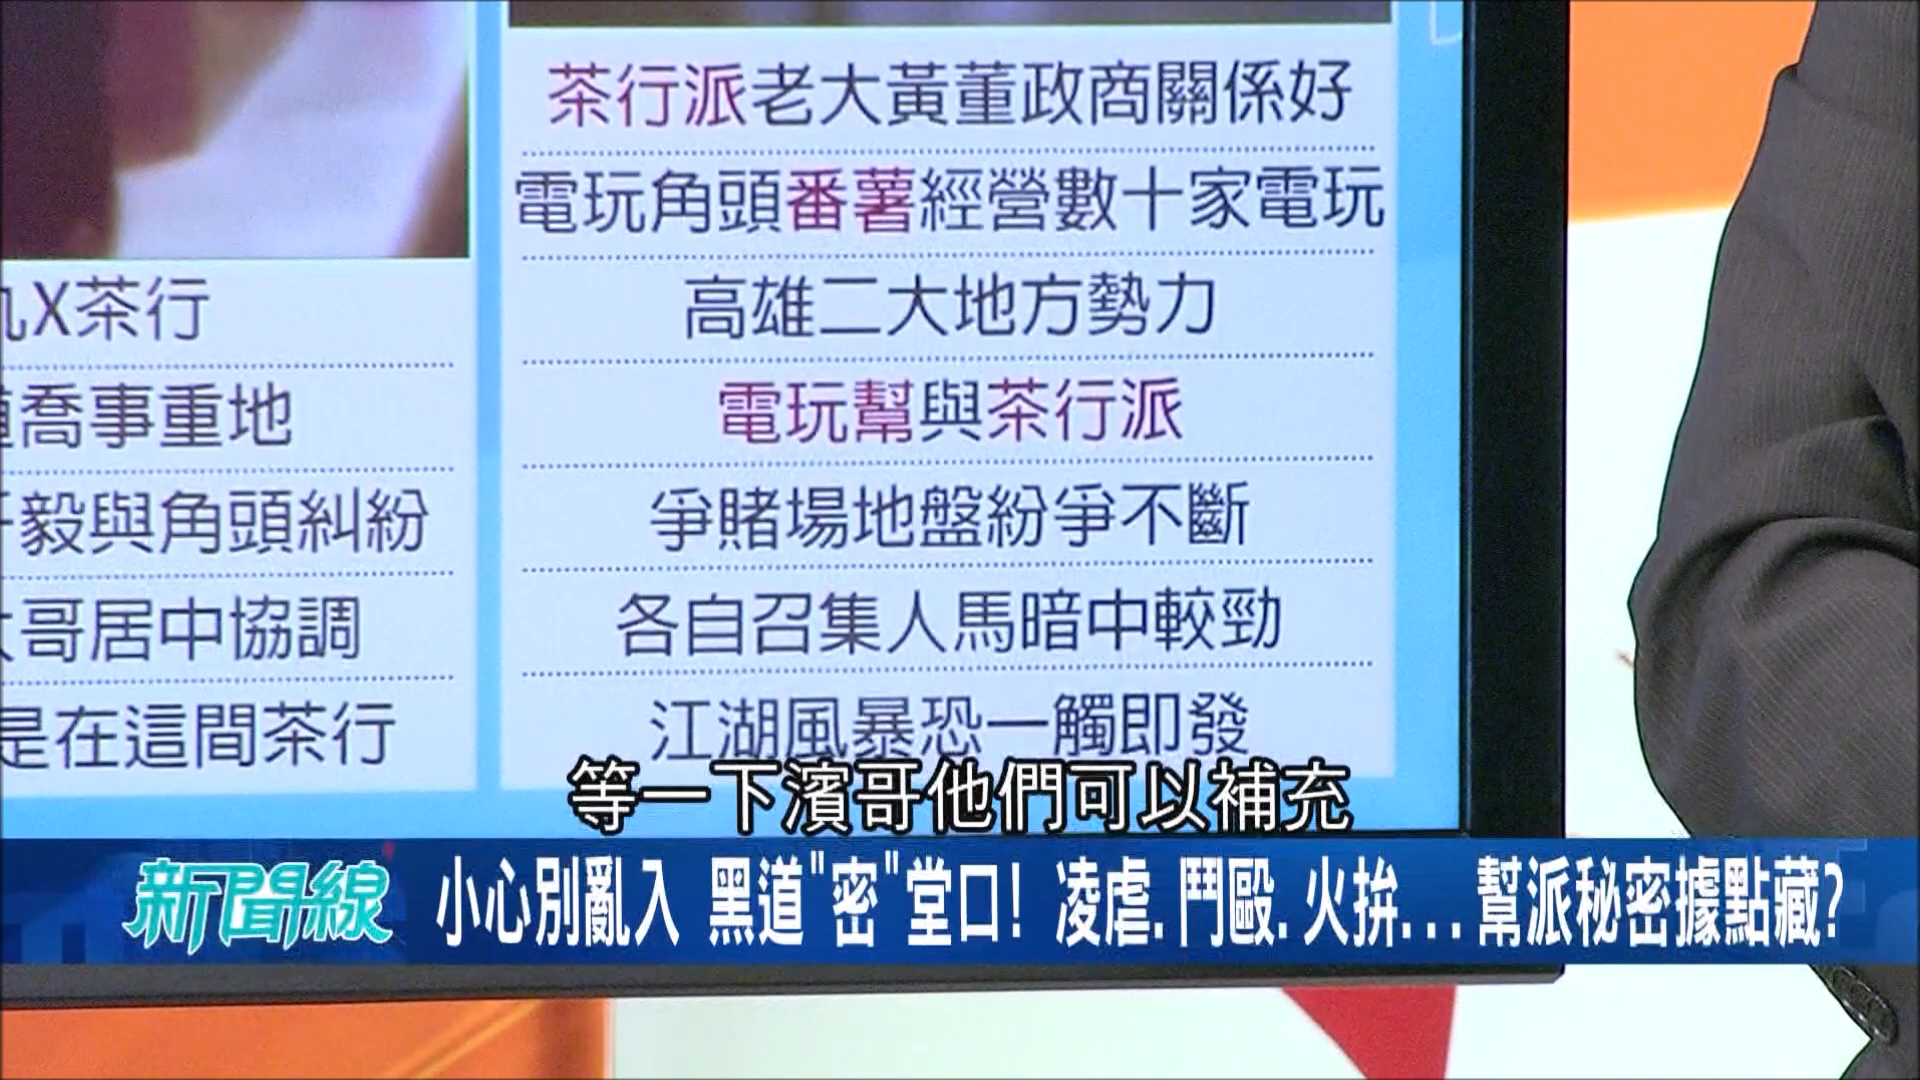 X茶行
喬事重地
毅與角頭糾紛
哥居中協調
是在這間茶行
茶行派老大黃董政商關係好
電玩角頭番薯經營數十家電玩
高雄二大地方勢力
電玩幫與茶行派
爭賭場地盤紛爭不斷
各自召集人馬暗中較勁
江湖風暴恐一觸即發
等一下濱哥他們可以補充
新聞線
小心別亂入 黑道"密"堂口! 凌虐.鬥毆.火拚...幫派秘密據點藏?